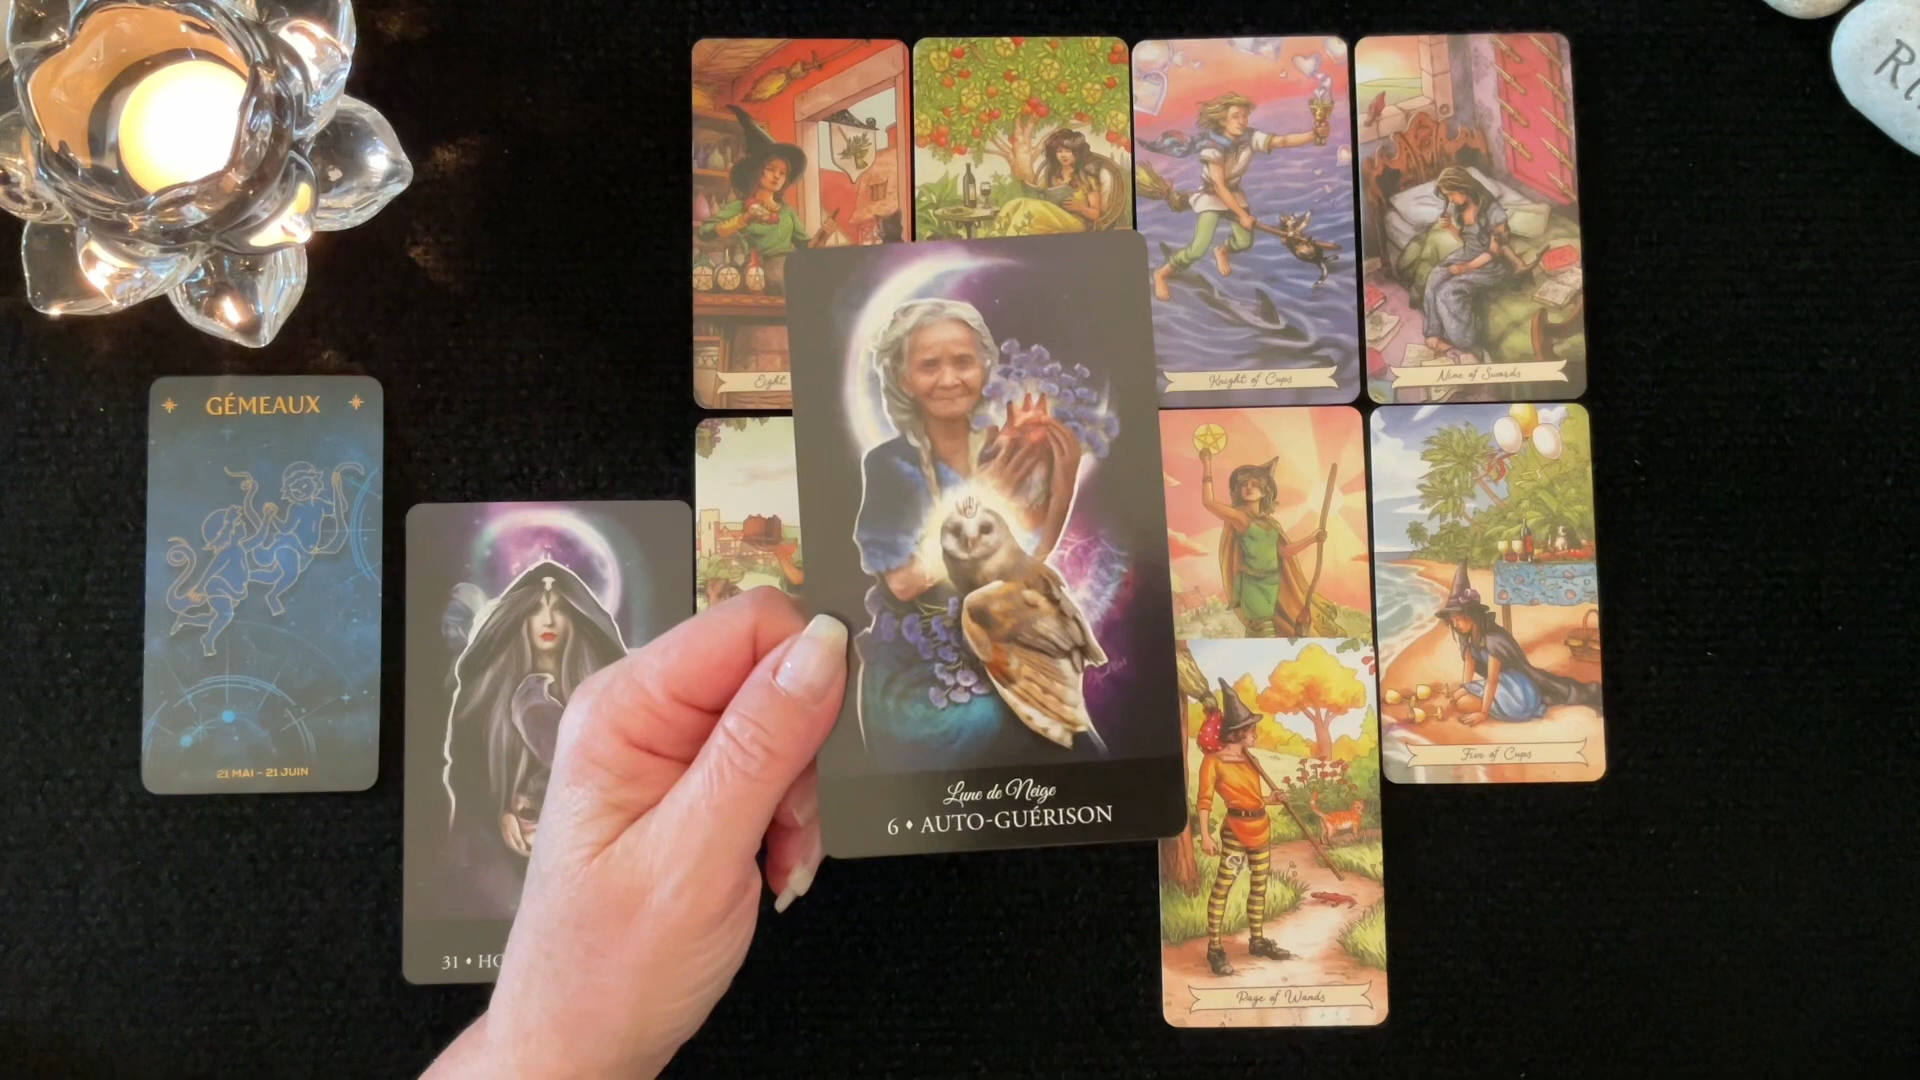 GÉMEAUX
21 MAI – 21 JUIN
Eight
Knight of Cups
Nine of Swords
Five of Cups
Page of Wands
Lune de Neige
6 ♦ AUTO-GUÉRISON
31 ♦ HO